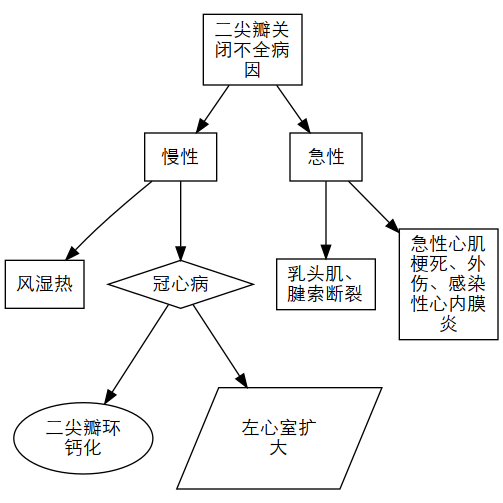 二尖瓣关
闭不全病
因
慢性
急性
风湿热
冠心病
乳头肌、
腱索断裂
急性心肌
梗死、外
伤、感染
性心内膜
炎
二尖瓣环
钙化
左心室扩
大